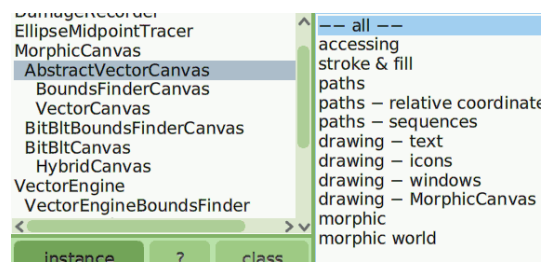 DamageRecorder
EllipseMidpointTracer
MorphicCanvas
AbstractVectorCanvas
BoundsFinderCanvas
VectorCanvas
BitBltBoundsFinderCanvas
BitBltCanvas
HybridCanvas
VectorEngine
VectorEngineBoundsFinder
instance
?
class
−− all −−
accessing
stroke & fill
paths
paths − relative coordinate
paths − sequences
drawing − text
drawing − icons
drawing − windows
drawing − MorphicCanvas
morphic
morphic world